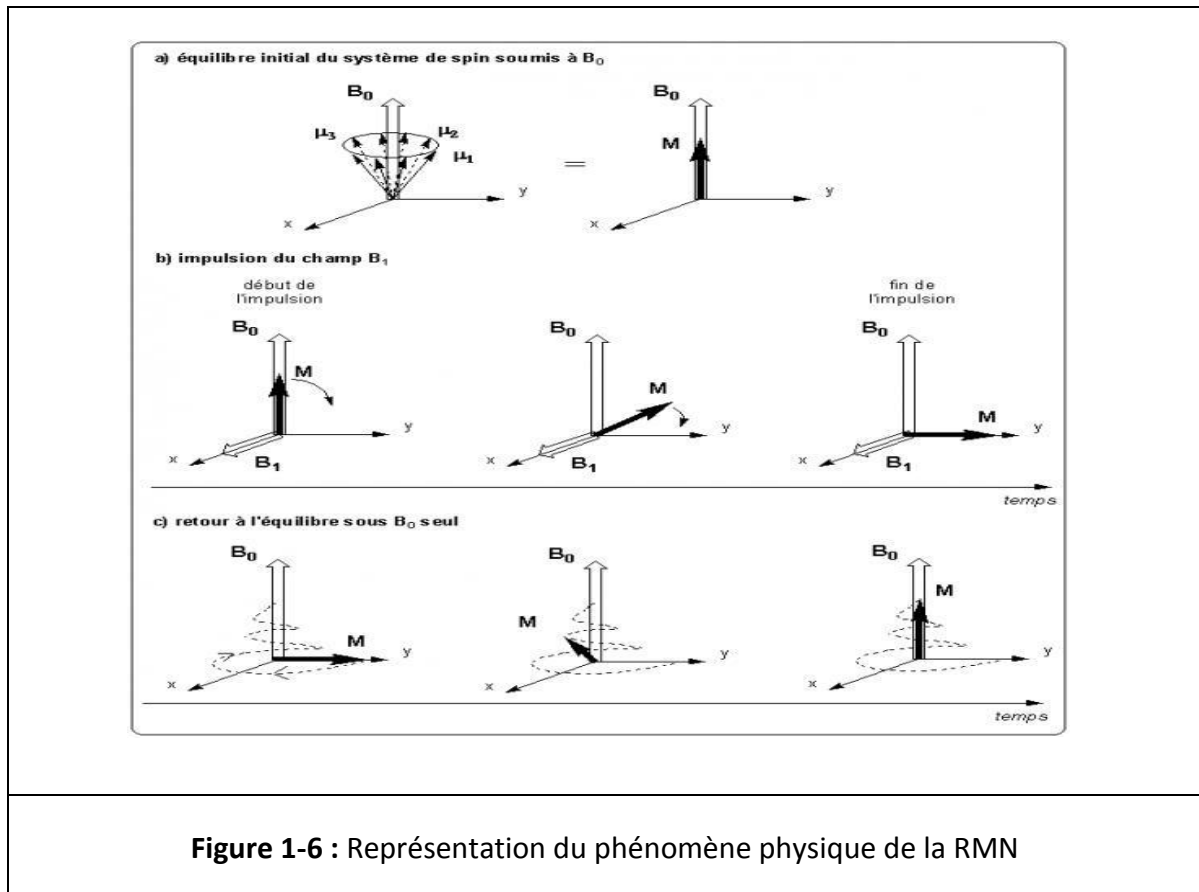 a) équilibre initial du système de spin soumis à B₀
B₀ B₀
μ₃ μ₂ M
μ₁ =
y y
x x
b) impulsion du champ B₁
début de fin de
l'impulsion l'impulsion
B₀ B₀ B₀
M M M
y y y
x B₁ x B₁ x B₁
temps
c) retour à l'équilibre sous B₀ seul
B₀ B₀ B₀
M M M
y y y
x x x
temps
Figure 1-6 : Représentation du phénomène physique de la RMN